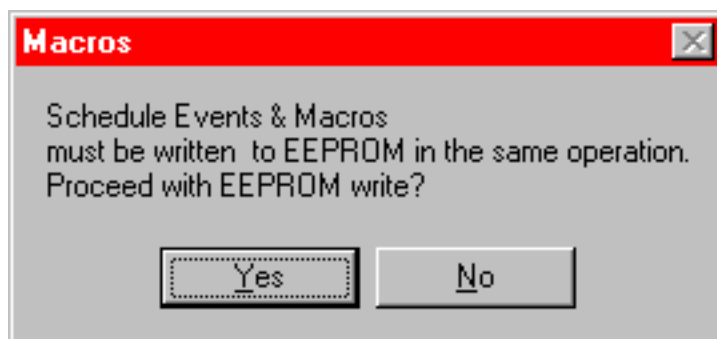 Macros
Schedule Events & Macros
must be written  to EEPROM in the same operation.
Proceed with EEPROM write?
Yes
No